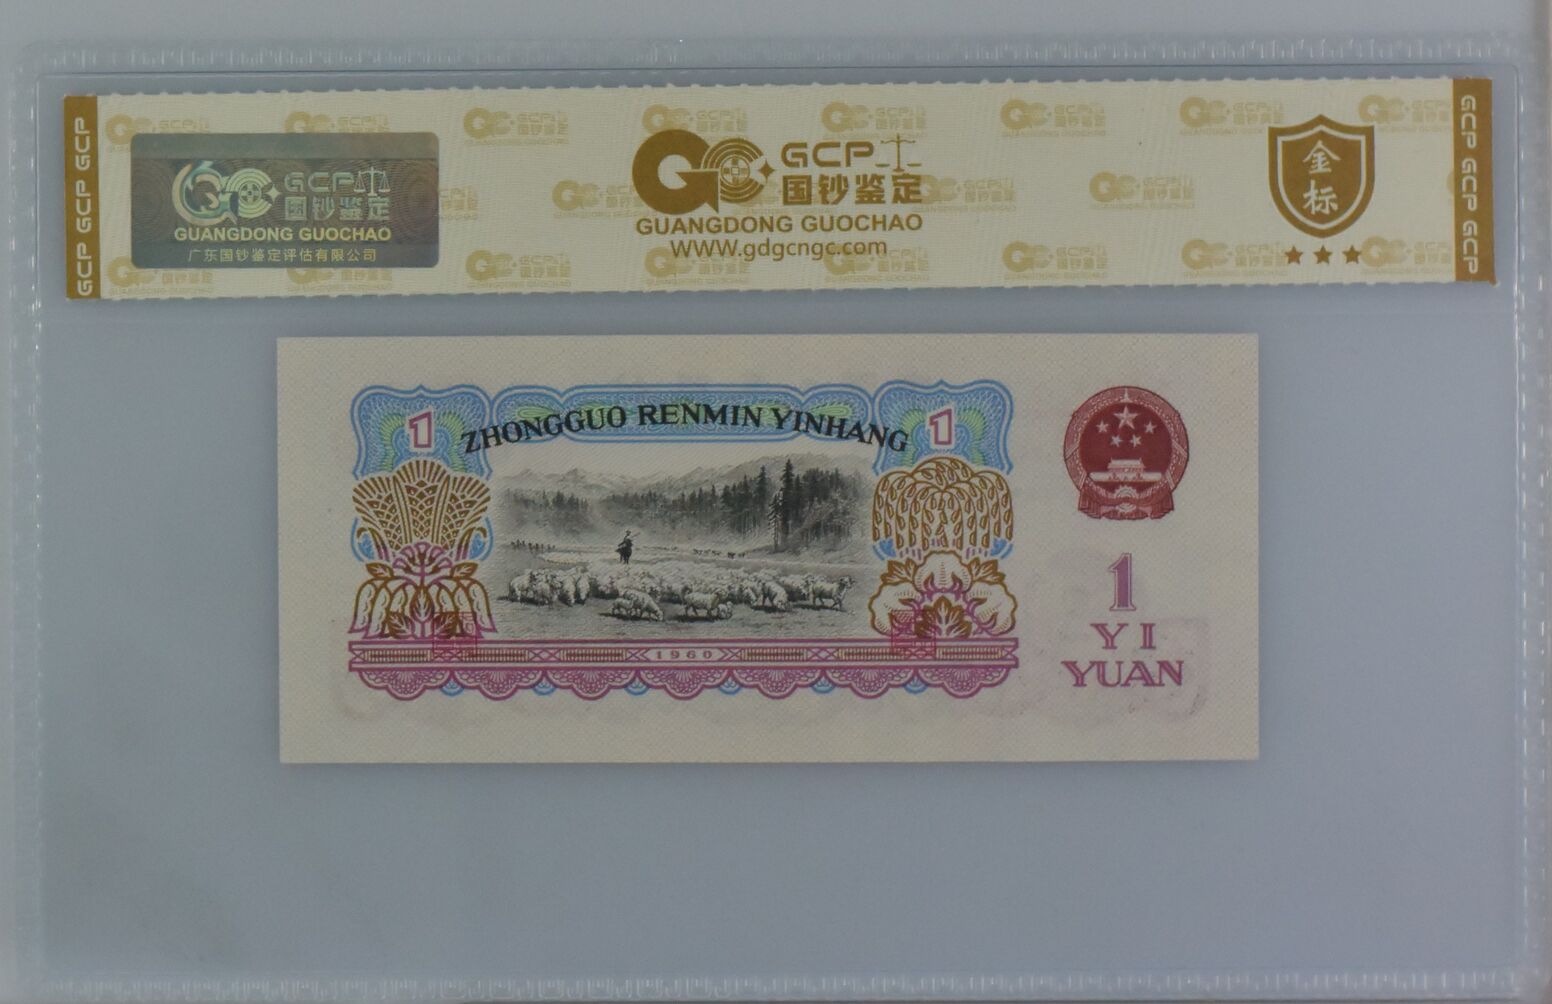 GCP GCP GCP
GCP 国钞鉴定
GUANGDONG GUOCHAO
广东国钞鉴定评估有限公司
GCP
国钞鉴定
GUANGDONG GUOCHAO
WWW.gdgcngc.com
金标
GCP GCP GCP
1
ZHONGGUO RENMIN YINHANG
1
1960
1
YI
YUAN